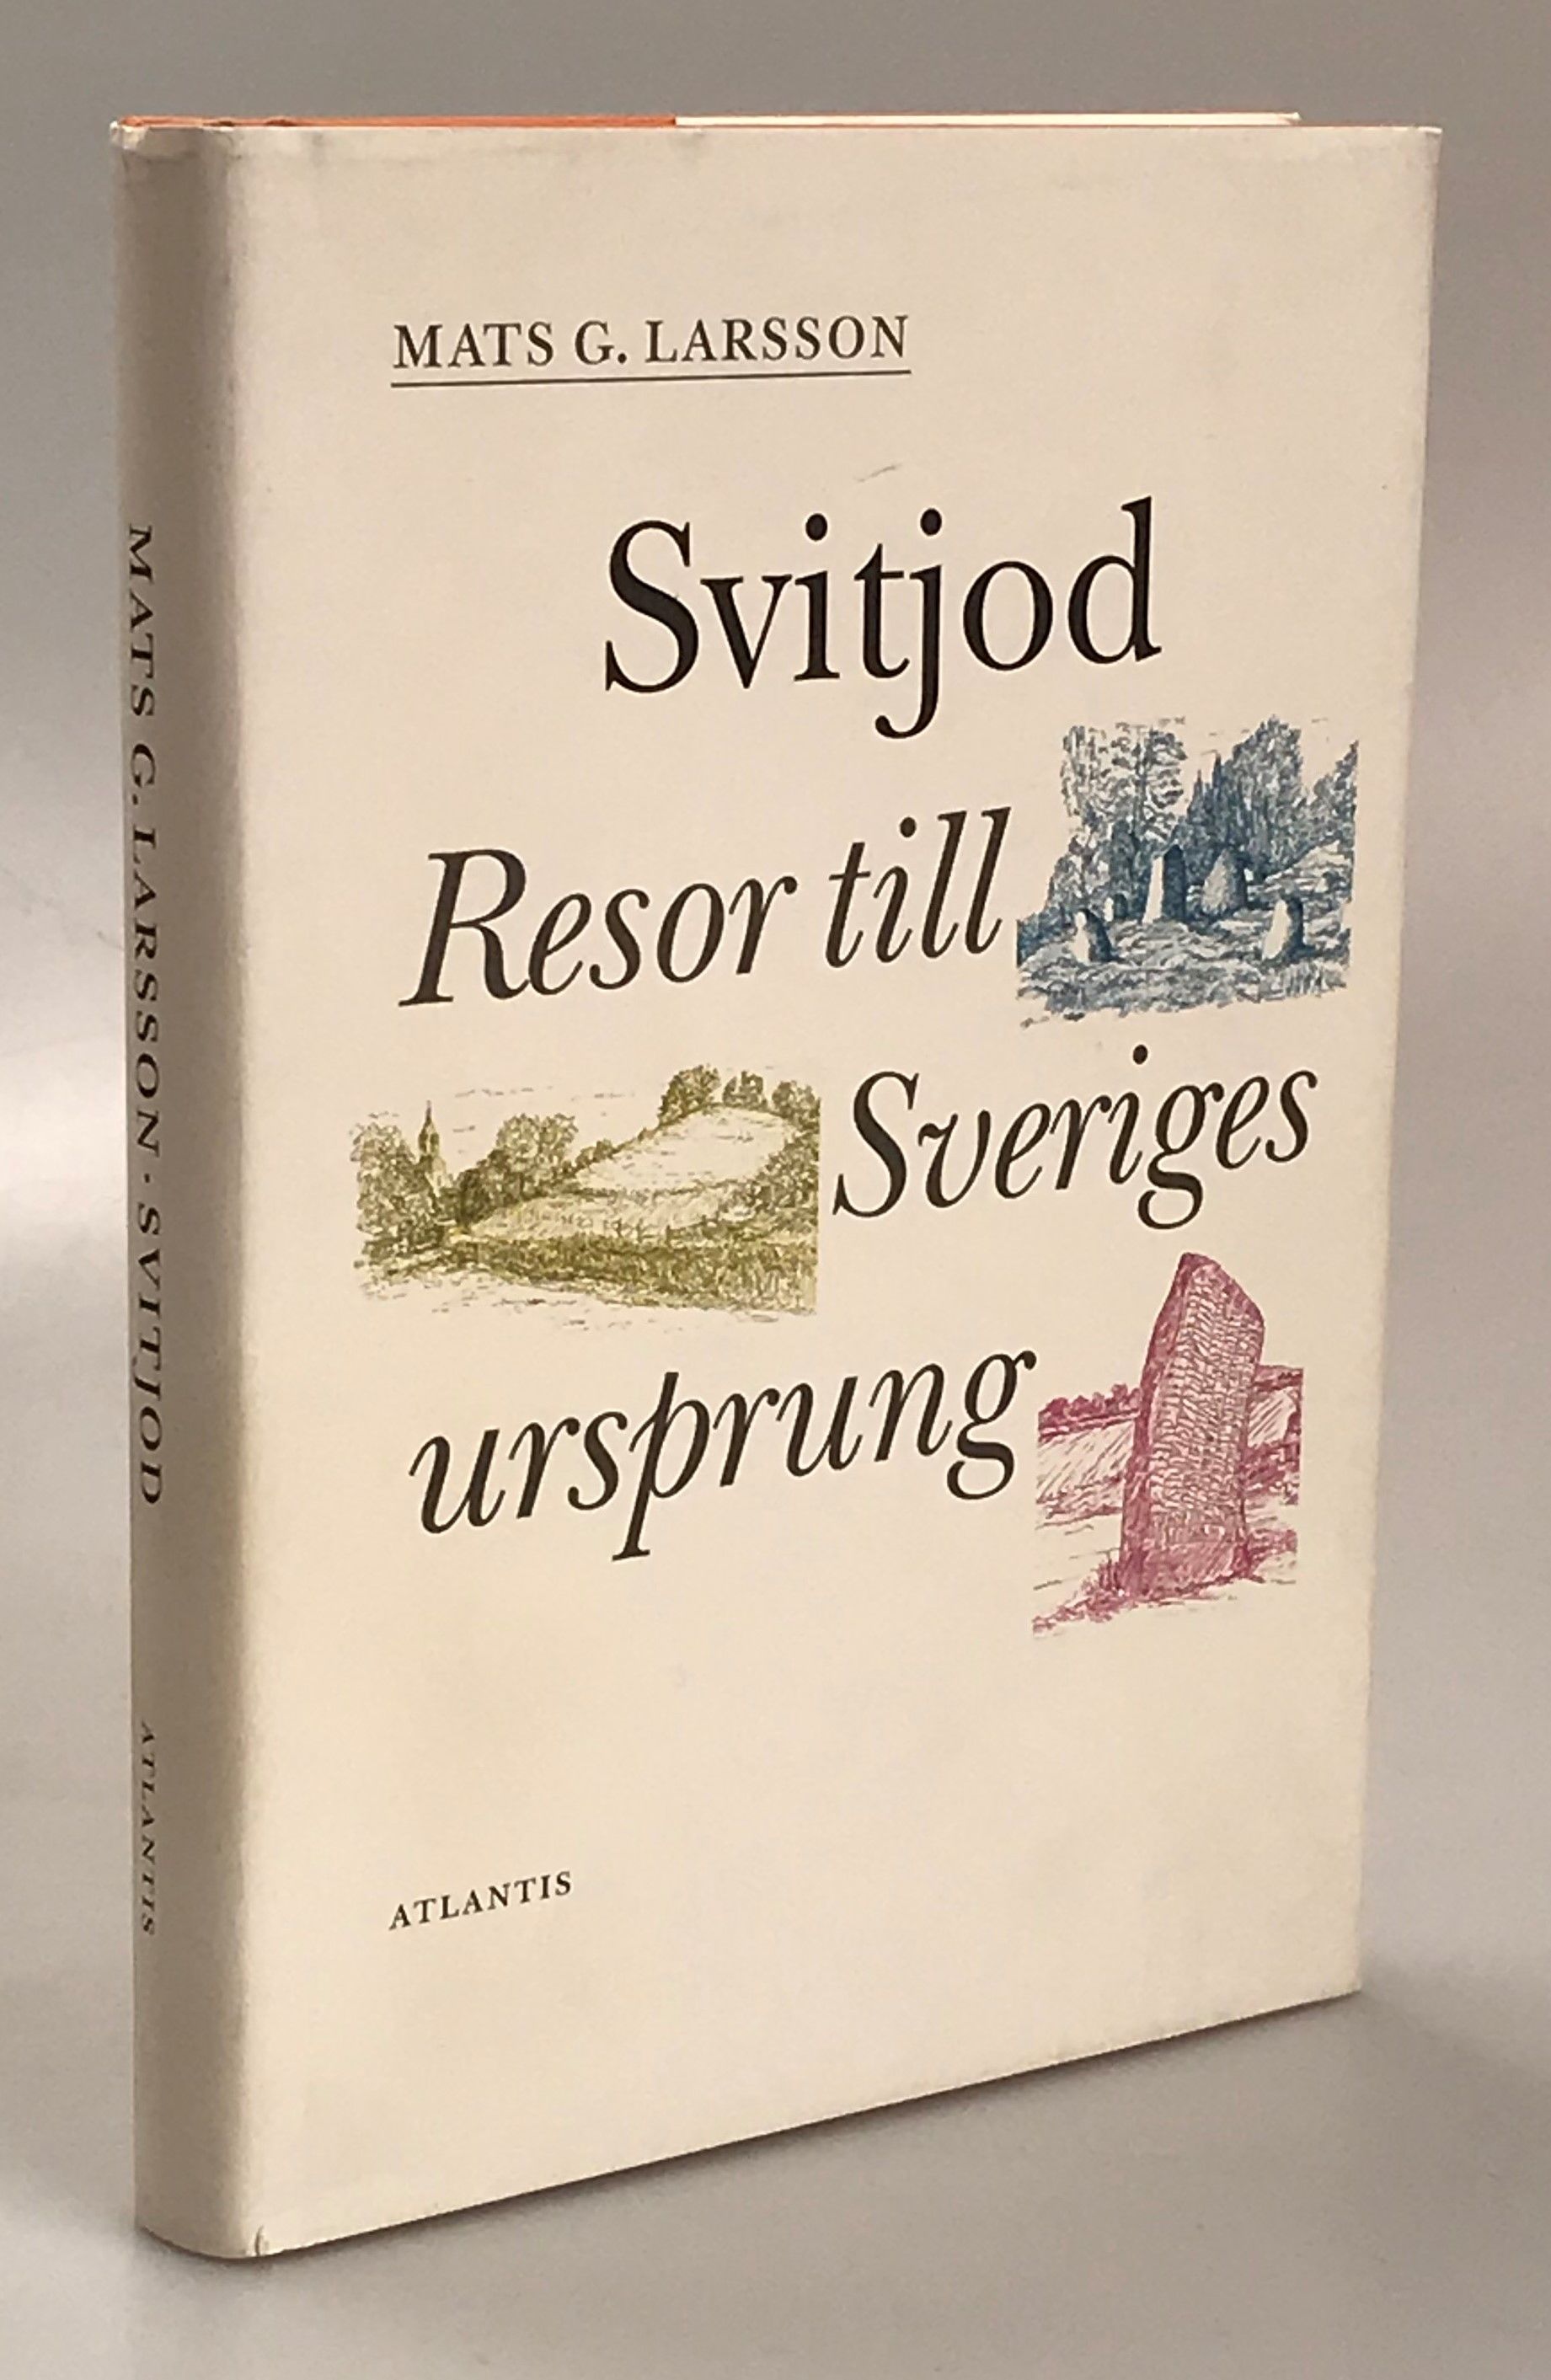 MATS G. LARSSON
Svitjod
Resor till
Sveriges
ursprung
ATLANTIS
MATS G. LARSSON · SVITJOD
ATLANTIS